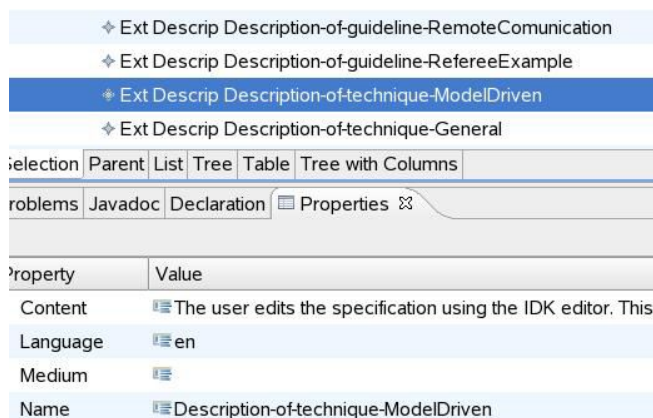 Ext Descrip Description-of-guideline-RemoteComunication
Ext Descrip Description-of-guideline-RefereeExample
Ext Descrip Description-of-technique-ModelDriven
Ext Descrip Description-of-technique-General
Selection Parent List Tree Table Tree with Columns
roblems Javadoc Declaration Properties
Property Value
Content The user edits the specification using the IDK editor. This
Language en
Medium
Name Description-of-technique-ModelDriven